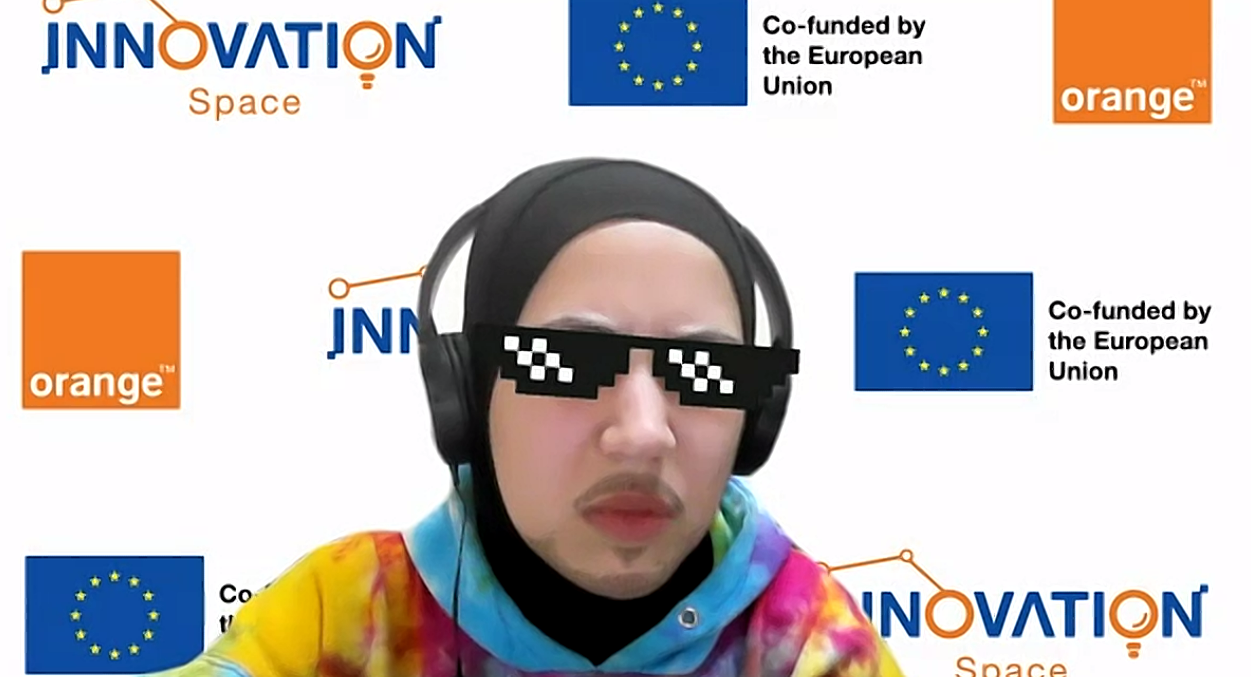 INNOVATION
Space
Co-funded by
the European
Union
orange™
orange™
INN
Co-funded by
the European
Union
Co
INNOVATION
Space